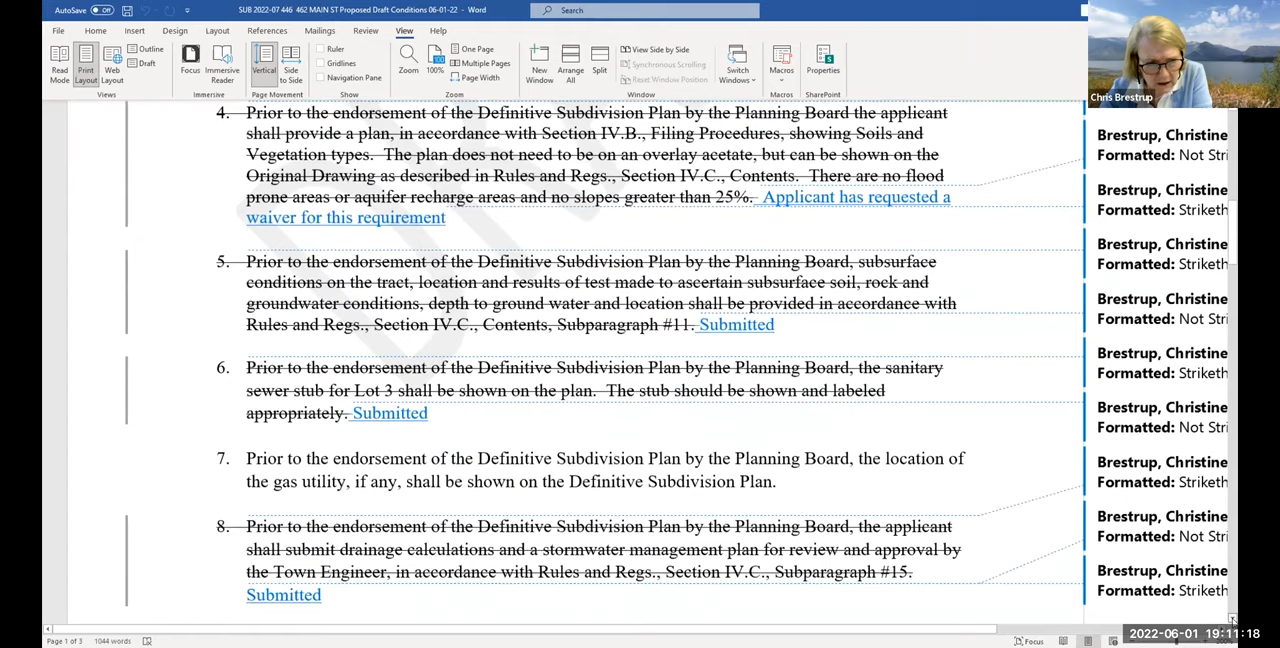 AutoSave Off SUB 2022-07 446 462 MAIN ST Proposed Draft Conditions 06-01-22 - Word Search
File Home Insert Design Layout References Mailings Review View Help
Read Mode Print Layout Web Layout Outline Draft Focus Immersive Reader Vertical Side to Side Ruler Gridlines Navigation Pane Zoom 100% One Page Multiple Pages Page Width New Window Arrange All Split View Side by Side Synchronous Scrolling Reset Window Position Switch Windows Macros Properties
Views Immersive Page Movement Show Zoom Window Macros SharePoint
Chris Brestrup
4. Prior to the endorsement of the Definitive Subdivision Plan by the Planning Board the applicant
shall provide a plan, in accordance with Section IV.B., Filing Procedures, showing Soils and
Vegetation types. The plan does not need to be on an overlay acetate, but can be shown on the
Original Drawing as described in Rules and Regs., Section IV.C., Contents. There are no flood
prone areas or aquifer recharge areas and no slopes greater than 25%. Applicant has requested a
waiver for this requirement
5. Prior to the endorsement of the Definitive Subdivision Plan by the Planning Board, subsurface
conditions on the tract, location and results of test made to ascertain subsurface soil, rock and
groundwater conditions, depth to ground water and location shall be provided in accordance with
Rules and Regs., Section IV.C., Contents, Subparagraph #11. Submitted
6. Prior to the endorsement of the Definitive Subdivision Plan by the Planning Board, the sanitary
sewer stub for Lot 3 shall be shown on the plan. The stub should be shown and labeled
appropriately. Submitted
7. Prior to the endorsement of the Definitive Subdivision Plan by the Planning Board, the location of
the gas utility, if any, shall be shown on the Definitive Subdivision Plan.
8. Prior to the endorsement of the Definitive Subdivision Plan by the Planning Board, the applicant
shall submit drainage calculations and a stormwater management plan for review and approval by
the Town Engineer, in accordance with Rules and Regs., Section IV.C., Subparagraph #15.
Submitted
Brestrup, Christine
Formatted: Not Stri
Brestrup, Christine
Formatted: Striketh
Brestrup, Christine
Formatted: Striketh
Brestrup, Christine
Formatted: Not Stri
Brestrup, Christine
Formatted: Striketh
Brestrup, Christine
Formatted: Not Stri
Brestrup, Christine
Formatted: Striketh
Brestrup, Christine
Formatted: Not Stri
Brestrup, Christine
Formatted: Striketh
Page 1 of 3 1044 words Focus
2022-06-01 19:11:18